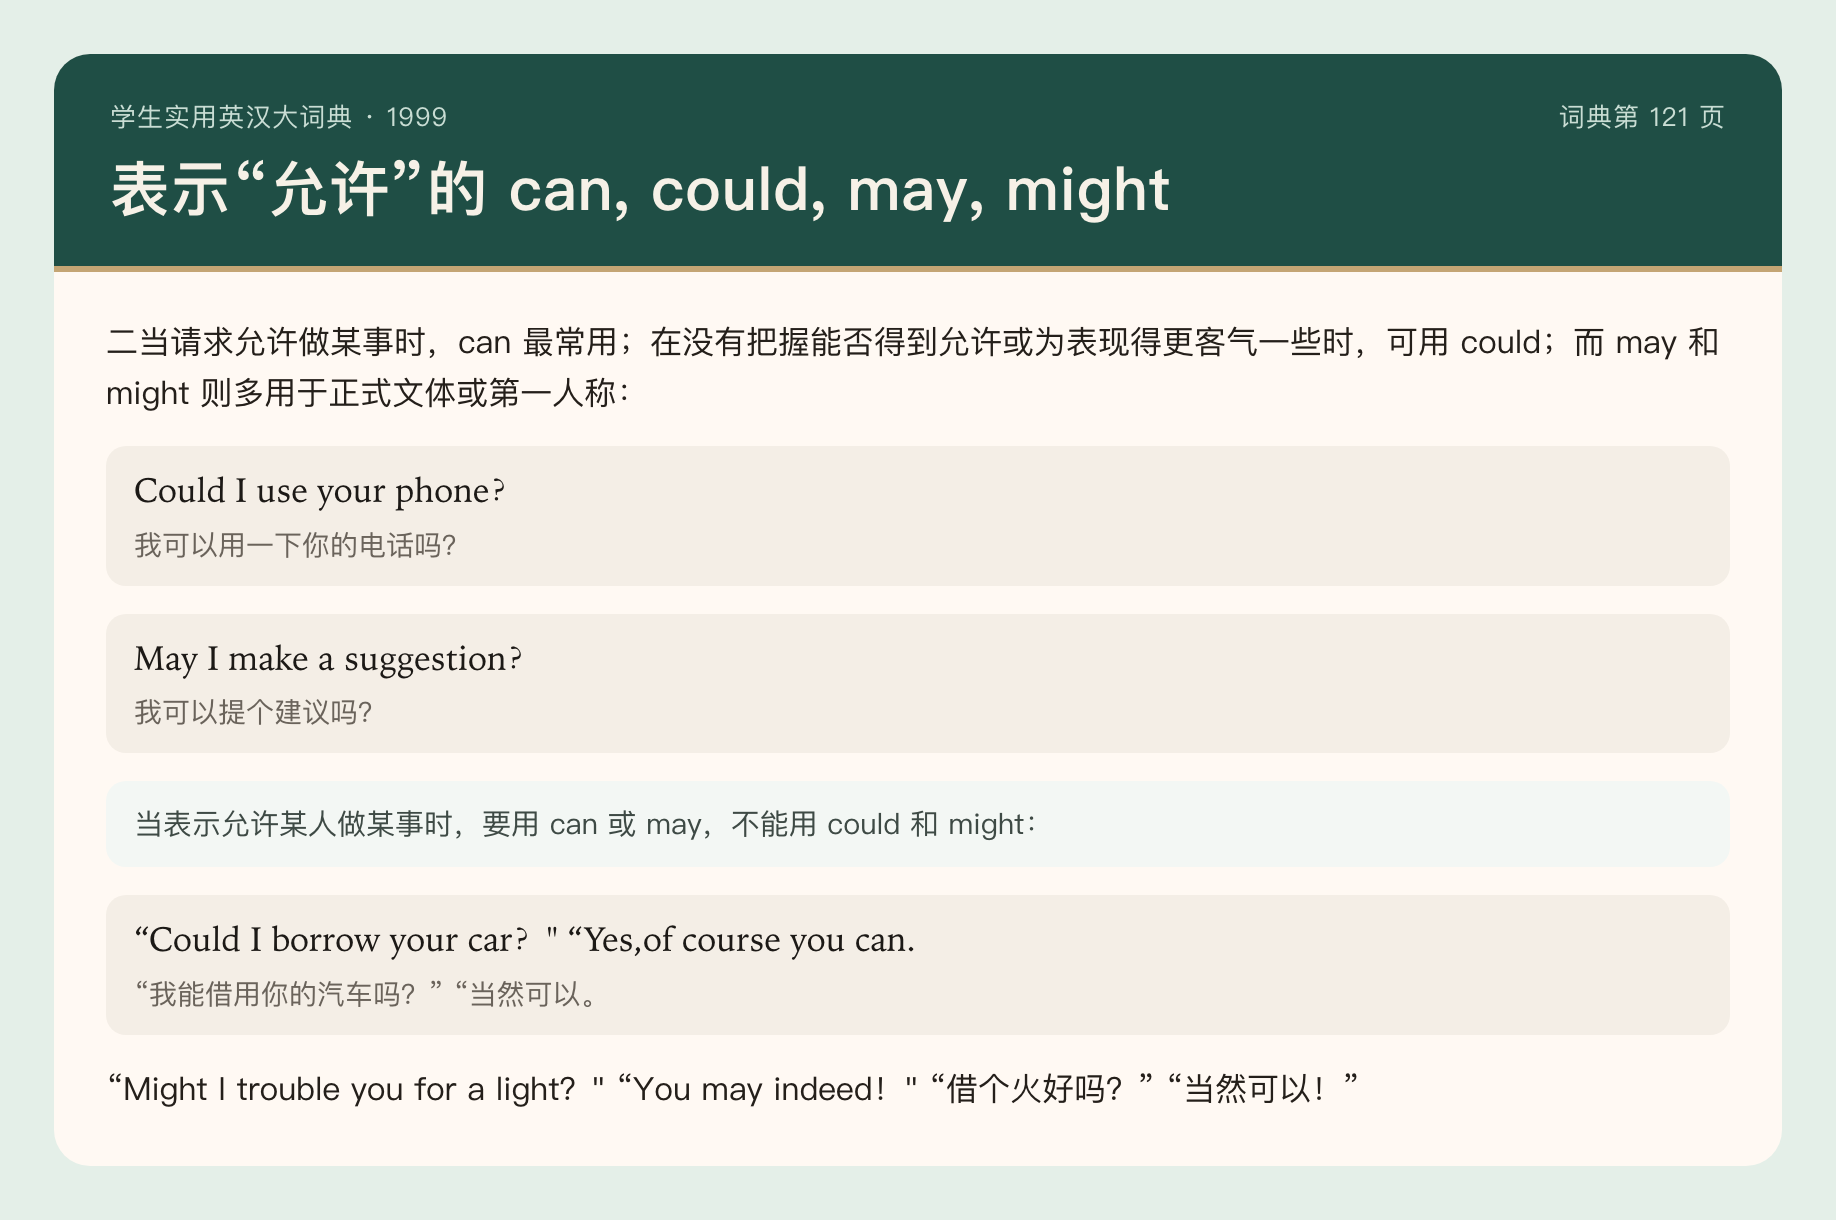 学生实用英汉大词典 · 1999
词典第 121 页
表示“允许”的 can, could, may, might
二当请求允许做某事时，can 最常用；在没有把握能否得到允许或为表现得更客气一些时，可用 could；而 may 和
might 则多用于正式文体或第一人称：
Could I use your phone?
我可以用一下你的电话吗？
May I make a suggestion?
我可以提个建议吗？
当表示允许某人做某事时，要用 can 或 may，不能用 could 和 might：
“Could I borrow your car？" “Yes,of course you can.
“我能借用你的汽车吗？” “当然可以。
“Might I trouble you for a light？" “You may indeed！" “借个火好吗？” “当然可以！”